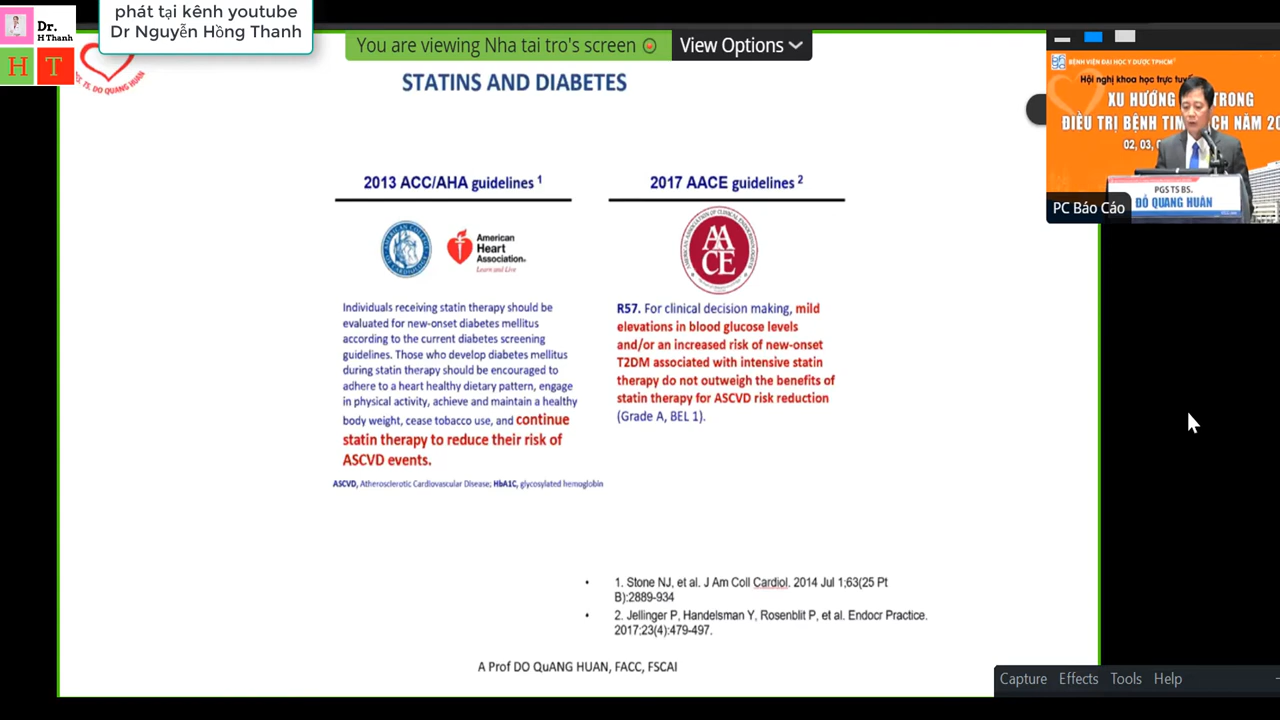 phát tại kênh youtube
Dr Nguyễn Hồng Thanh
Dr.
H Thanh
H T
TS. DO QUANG HUAN
You are viewing Nha tai tro's screen
View Options
STATINS AND DIABETES
2013 ACC/AHA guidelines 1
American
Heart
Association.
Learn and Live
Individuals receiving statin therapy should be
evaluated for new-onset diabetes mellitus
according to the current diabetes screening
guidelines. Those who develop diabetes mellitus
during statin therapy should be encouraged to
adhere to a heart healthy dietary pattern, engage
in physical activity, achieve and maintain a healthy
body weight, cease tobacco use, and continue
statin therapy to reduce their risk of
ASCVD events.
ASCVD, Atherosclerotic Cardiovascular Disease; HbA1C, glycosylated hemoglobin
2017 AACE guidelines 2
AA
CE
R57. For clinical decision making, mild
elevations in blood glucose levels
and/or an increased risk of new-onset
T2DM associated with intensive statin
therapy do not outweigh the benefits of
statin therapy for ASCVD risk reduction
(Grade A, BEL 1).
• 1. Stone NJ, et al. J Am Coll Cardiol. 2014 Jul 1;63(25 Pt
B):2889-934
• 2. Jellinger P, Handelsman Y, Rosenblit P, et al. Endocr Practice.
2017;23(4):479-497.
A Prof DO QuANG HUAN, FACC, FSCAI
BỆNH VIỆN ĐẠI HỌC Y DƯỢC TPHCM
Hội nghị khoa học trực tuyến
XU HƯỚNG TRONG
ĐIỀU TRỊ BỆNH TIM CH NĂM 20
02, 03,
PGS TS BS.
ĐỖ QUANG HUÂN
PC Báo Cáo
Capture Effects Tools Help